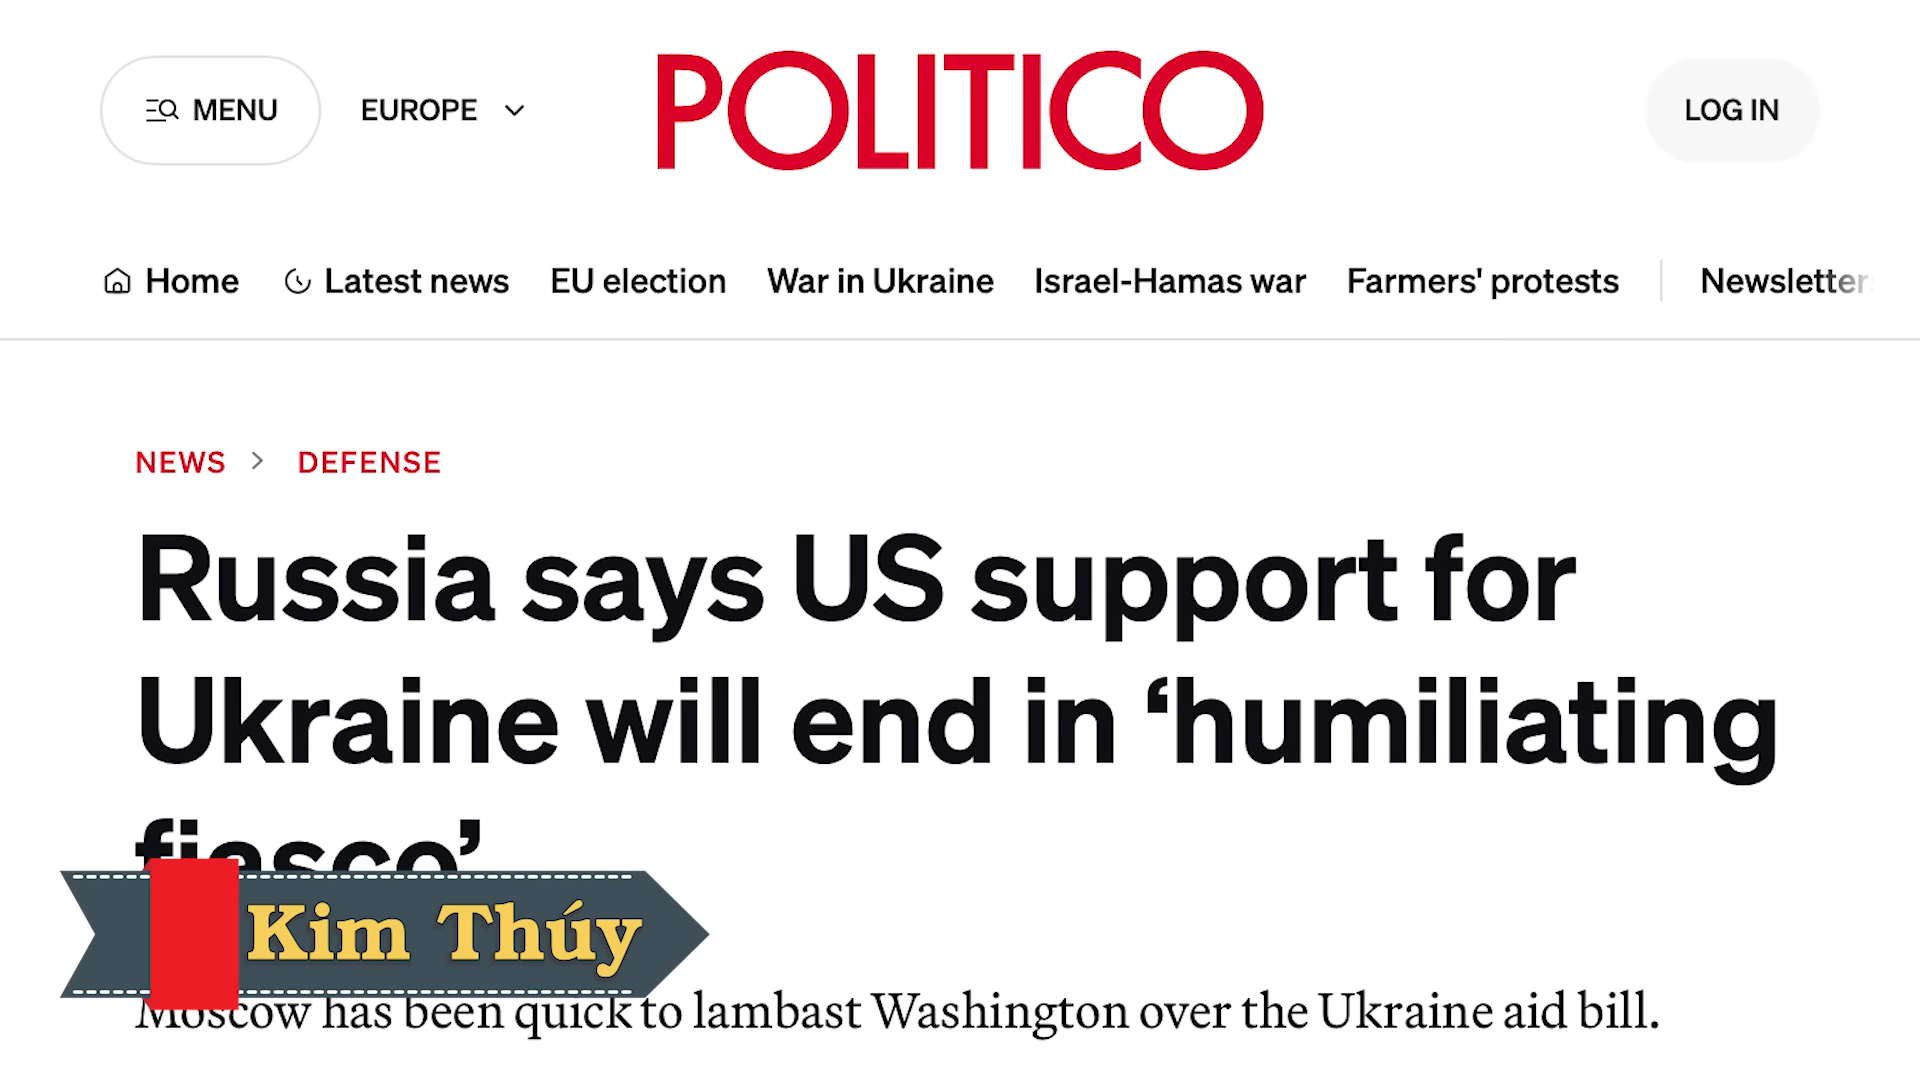 MENU
EUROPE
POLITICO
LOG IN
Home
Latest news
EU election
War in Ukraine
Israel-Hamas war
Farmers' protests
Newsletter
NEWS > DEFENSE
Russia says US support for
Ukraine will end in ‘humiliating
fiasco’
Kim Thúy
Moscow has been quick to lambast Washington over the Ukraine aid bill.